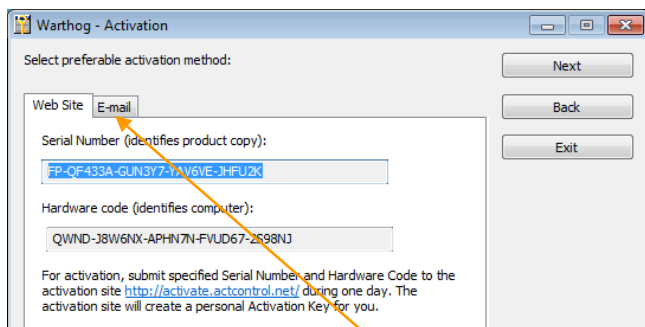 Warthog - Activation
Select preferable activation method:
Next
Web Site E-mail
Back
Serial Number (identifies product copy):
Exit
FP-QF433A-GUN3Y7-YAV6VE-JHFU2K
Hardware code (identifies computer):
QWND-J8W6NX-APHN7N-FVUD67-2S98NJ
For activation, submit specified Serial Number and Hardware Code to the
activation site http://activate.actcontrol.net/ during one day. The
activation site will create a personal Activation Key for you.